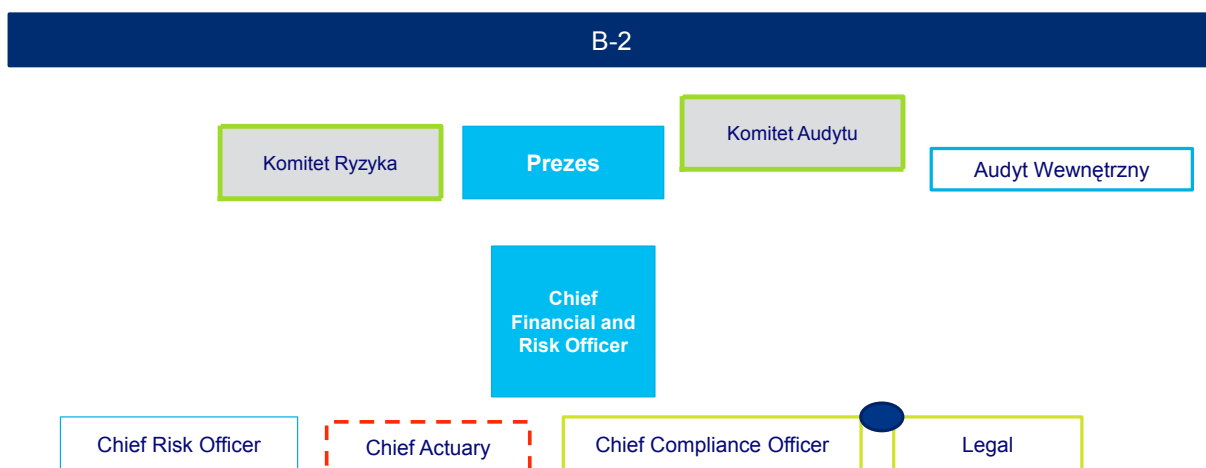 B-2
Komitet Ryzyka
Prezes
Komitet Audytu
Audyt Wewnętrzny
Chief
Financial and
Risk Officer
Chief Risk Officer
Chief Actuary
Chief Compliance Officer
Legal